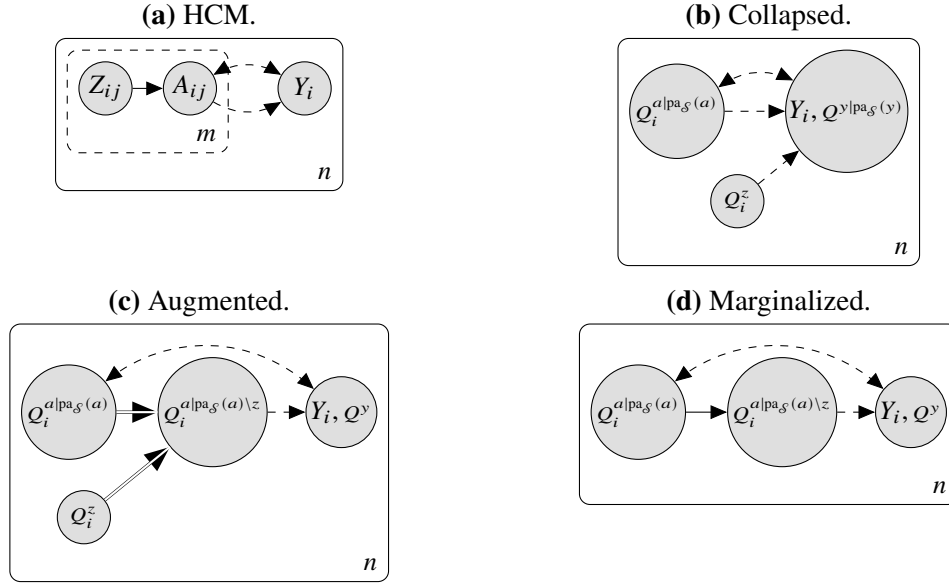 (a) HCM.
Z_{ij} A_{ij} Y_i
m
n
(b) Collapsed.
Q_i^{a|pa_𝒮(a)} Y_i, Q^{y|pa_𝒮(y)}
Q_i^z
n
(c) Augmented.
Q_i^{a|pa_𝒮(a)} Q_i^{a|pa_𝒮(a)\z} Y_i, Q^y
Q_i^z
n
(d) Marginalized.
Q_i^{a|pa_𝒮(a)} Q_i^{a|pa_𝒮(a)\z} Y_i, Q^y
n